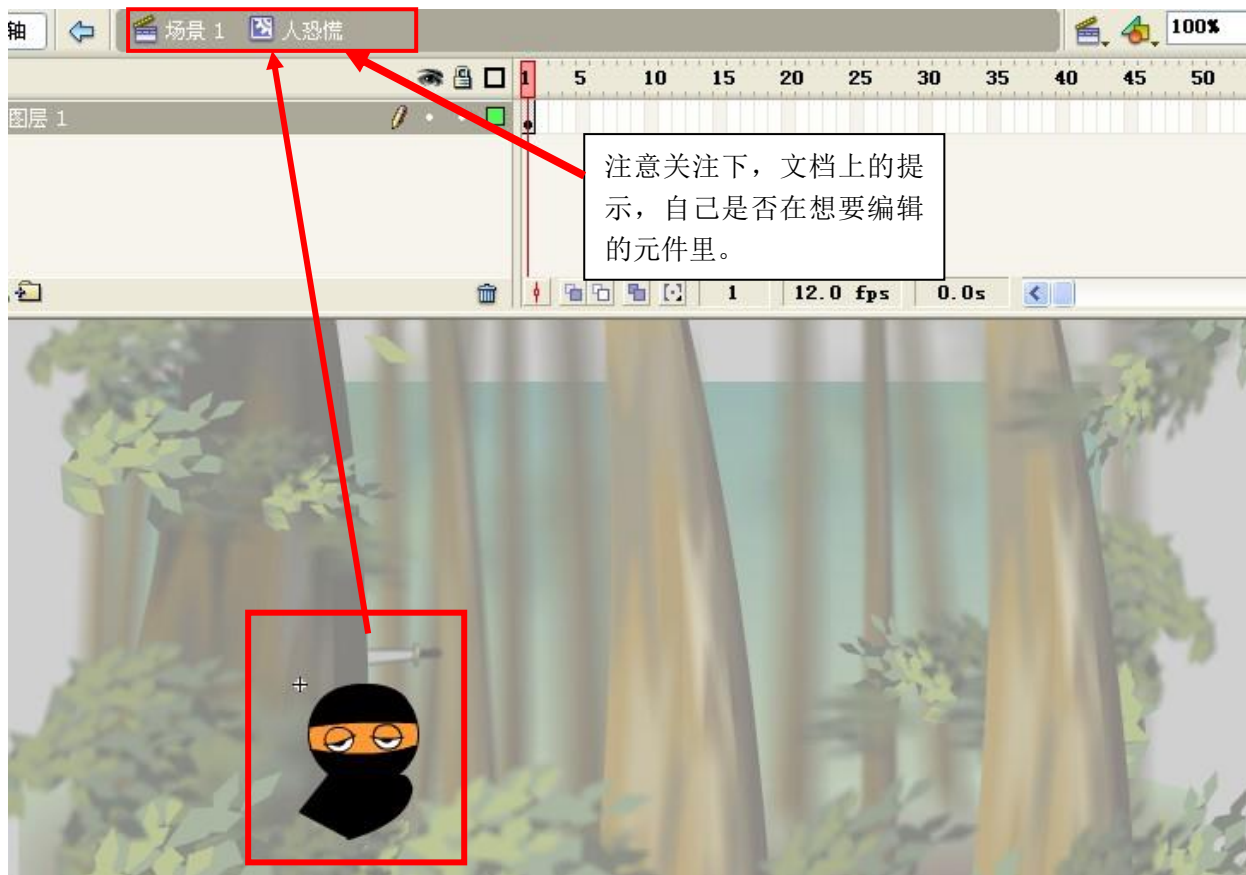 轴 场景 1 人恐慌 100%
1 5 10 15 20 25 30 35 40 45 50
图层 1
注意关注下，文档上的提
示，自己是否在想要编辑
的元件里。
1 12.0 fps 0.0s